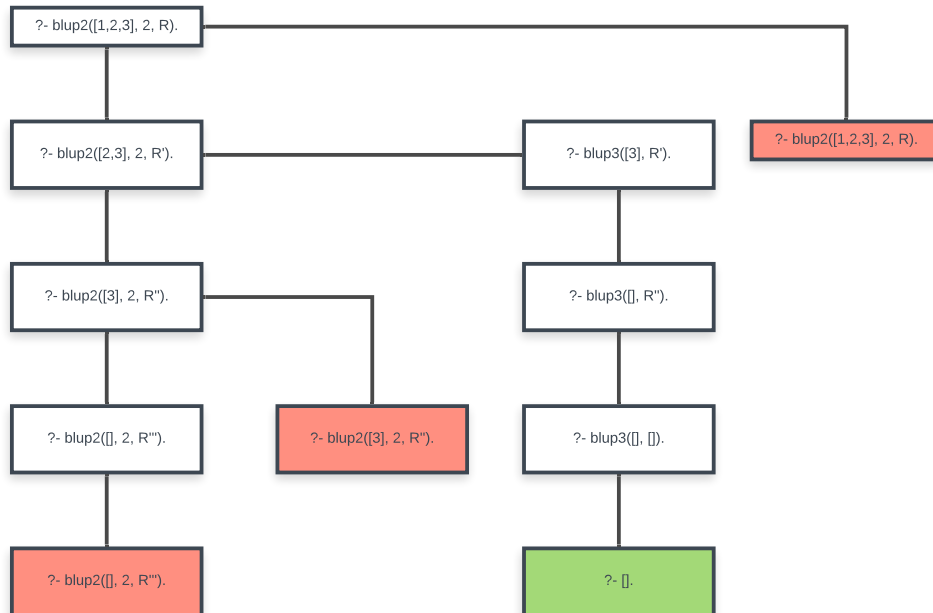 ?- blup2([1,2,3], 2, R).
?- blup2([2,3], 2, R').
?- blup3([3], R').
?- blup2([1,2,3], 2, R).
?- blup2([3], 2, R'').
?- blup3([], R'').
?- blup2([], 2, R''').
?- blup2([3], 2, R'').
?- blup3([], []).
?- blup2([], 2, R''').
?- [].